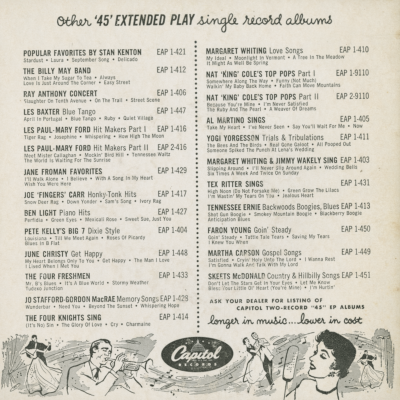 other '45' EXTENDED PLAY single record albums
POPULAR FAVORITES BY STAN KENTON EAP 1-421
Stardust • Laura • September Song • Delicado
THE BILLY MAY BAND EAP 1-412
When I Take My Sugar To Tea • Always
Love Is Just Around the Corner • Easy Street
RAY ANTHONY CONCERT EAP 1-406
Slaughter On Tenth Avenue • On The Trail • Street Scene
LES BAXTER Blue Tango EAP 1-447
April In Portugal • Blue Tango • Ruby • Quiet Village
LES PAUL-MARY FORD Hit Makers Part I EAP 1-416
Tiger Rag • Josephine • Whispering • How High The Moon
LES PAUL-MARY FORD Hit Makers Part II EAP 2-416
Meet Mister Callaghan • Mockin' Bird Hill • Tennessee Waltz
The World Is Waiting For The Sunrise
JANE FROMAN FAVORITES EAP 1-429
I'll Walk Alone • I Believe • With A Song In My Heart
Wish You Were Here
JOE 'FINGERS' CARR Honky-Tonk Hits EAP 1-417
Snow Deer Rag • Down Yonder • Sam's Song • Ivory Rag
BEN LIGHT Piano Hits EAP 1-427
Perfidia • Green Eyes • Mexicali Rose • Sweet Sue, Just You
PETE KELLY'S BIG 7 Dixie Style EAP 1-404
Louisiana • Till We Meet Again • Roses Of Picardy
Blues In B Flat
JUNE CHRISTY Get Happy EAP 1-448
My Heart Belongs Only To You • Get Happy • The Man I Love
I Lived When I Met You
THE FOUR FRESHMEN EAP 1-433
Mr. B's Blues • It's A Blue World • Stormy Weather
Tuxedo Junction
JO STAFFORD-GORDON MacRAE Memory Songs EAP 1-428
Wunderbar • Need You • Beyond The Sunset • Whispering Hope
THE FOUR KNIGHTS SING EAP 1-414
(It's No) Sin • The Glory Of Love • Cry • Charmaine
MARGARET WHITING Love Songs EAP 1-410
My Ideal • Moonlight In Vermont • A Tree In The Meadow
It Might As Well Be Spring
NAT 'KING' COLE'S TOP POPS Part I EAP 1-9110
Somewhere Along The Way • Funny (Not Much)
Walkin' My Baby Back Home • Faith Can Move Mountains
NAT 'KING' COLE'S TOP POPS Part II EAP 2-9110
Because You're Mine • I'm Never Satisfied
The Ruby And The Pearl • A Weaver Of Dreams
AL MARTINO SINGS EAP 1-405
Take My Heart • I've Never Seen • Say You'll Wait For Me • Now
YOGI YORGESSON Trials & Tribulations EAP 1-411
The Bees And The Birds • Real Gone Galoot • All Pooped Out
Someone Spiked The Punch At Lena's Wedding
MARGARET WHITING & JIMMY WAKELY SING EAP 1-403
Slipping Around • I'll Never Slip Around Again • Wedding Bells
Six Times A Week And Twice On Sunday
TEX RITTER SINGS EAP 1-431
High Noon (Do Not Forsake Me) • Green Grow The Lilacs
I'm Wastin' My Tears On You • Jealous Heart
TENNESSEE ERNIE Backwoods Boogies, Blues EAP 1-413
Shot Gun Boogie • Smokey Mountain Boogie • Blackberry Boogie
Anticipation Blues
FARON YOUNG Goin' Steady EAP 1-450
Goin' Steady • Tattle Tale Tears • Saving My Tears
I Knew When
MARTHA CARSON Gospel Songs EAP 1-449
Satisfied • Cryin' Holy Unto The Lord • I Wanna Rest
I'm Gonna Walk And Talk With My Lord
SKEETS McDONALD Country & Hillbilly Songs EAP 1-451
Don't Let The Stars Get In Your Eyes • Let Me Know
Bless Your Little Ol' Heart (You're Mine) • I'm Hurtin'
ASK YOUR DEALER FOR LISTING OF
CAPITOL TWO-RECORD "45" EP ALBUMS
longer in music....lower in cost
Capitol
RECORDS